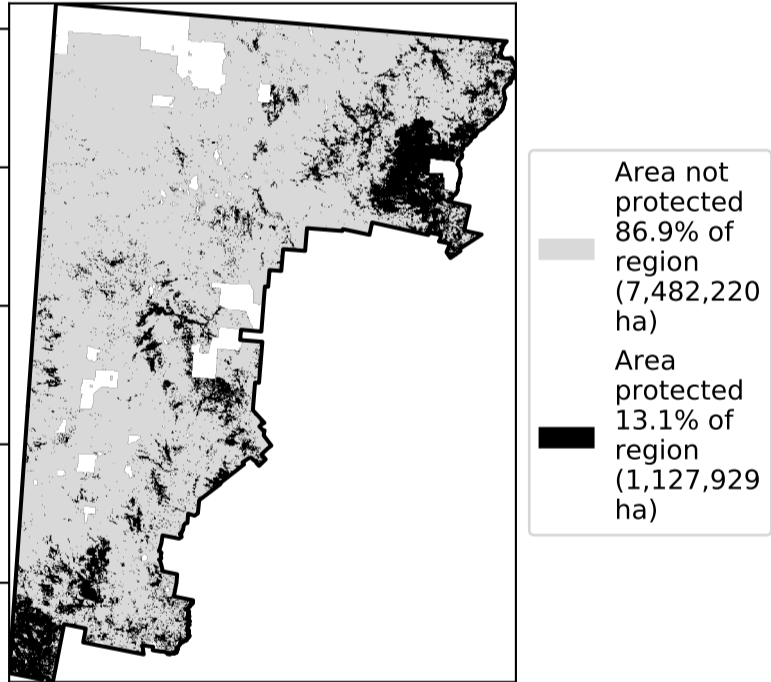 Area not
protected
86.9% of
region
(7,482,220
ha)
Area
protected
13.1% of
region
(1,127,929
ha)